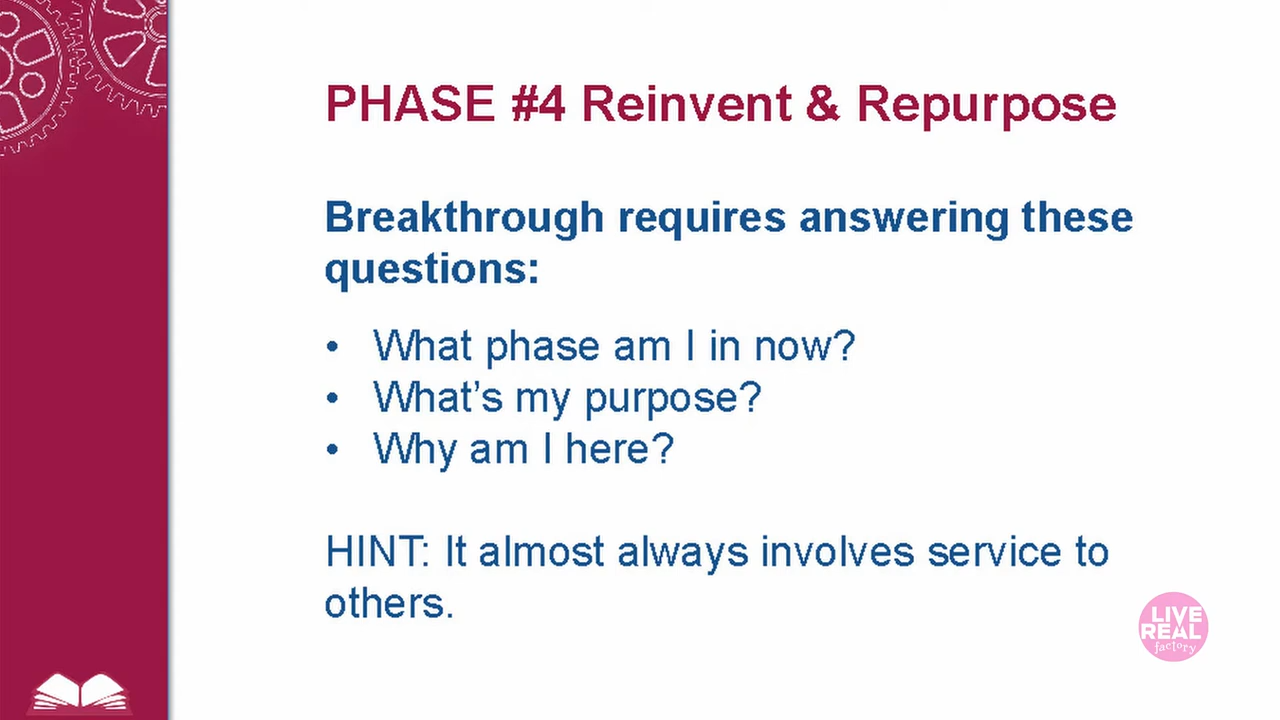 PHASE #4 Reinvent & Repurpose
Breakthrough requires answering these
questions:
• What phase am I in now?
• What’s my purpose?
• Why am I here?
HINT: It almost always involves service to
others.
LIVE
REAL
factory